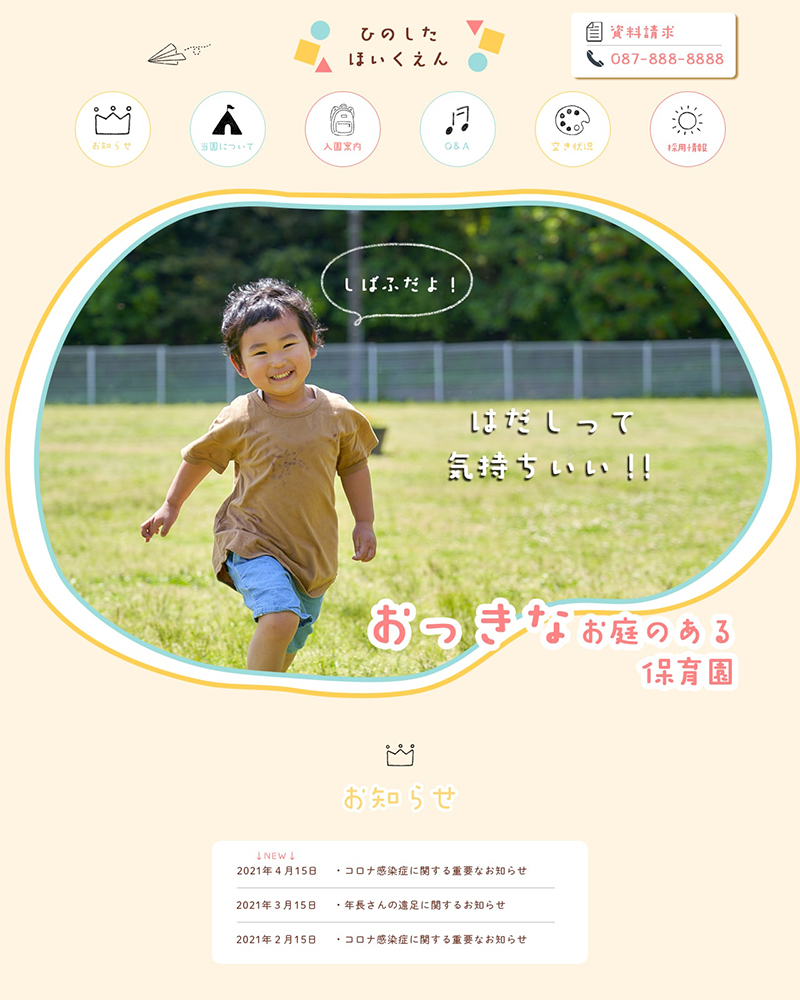 ひのした
ほいくえん
資料請求
087-888-8888
お知らせ
当園について
入園案内
Q&A
空き状況
採用情報
しばふだよ！
はだしって
気持ちいい！！
おっきなお庭のある
保育園
お知らせ
↓NEW↓
2021年４月15日 ・コロナ感染症に関する重要なお知らせ
2021年３月15日 ・年長さんの遠足に関するお知らせ
2021年２月15日 ・コロナ感染症に関する重要なお知らせ